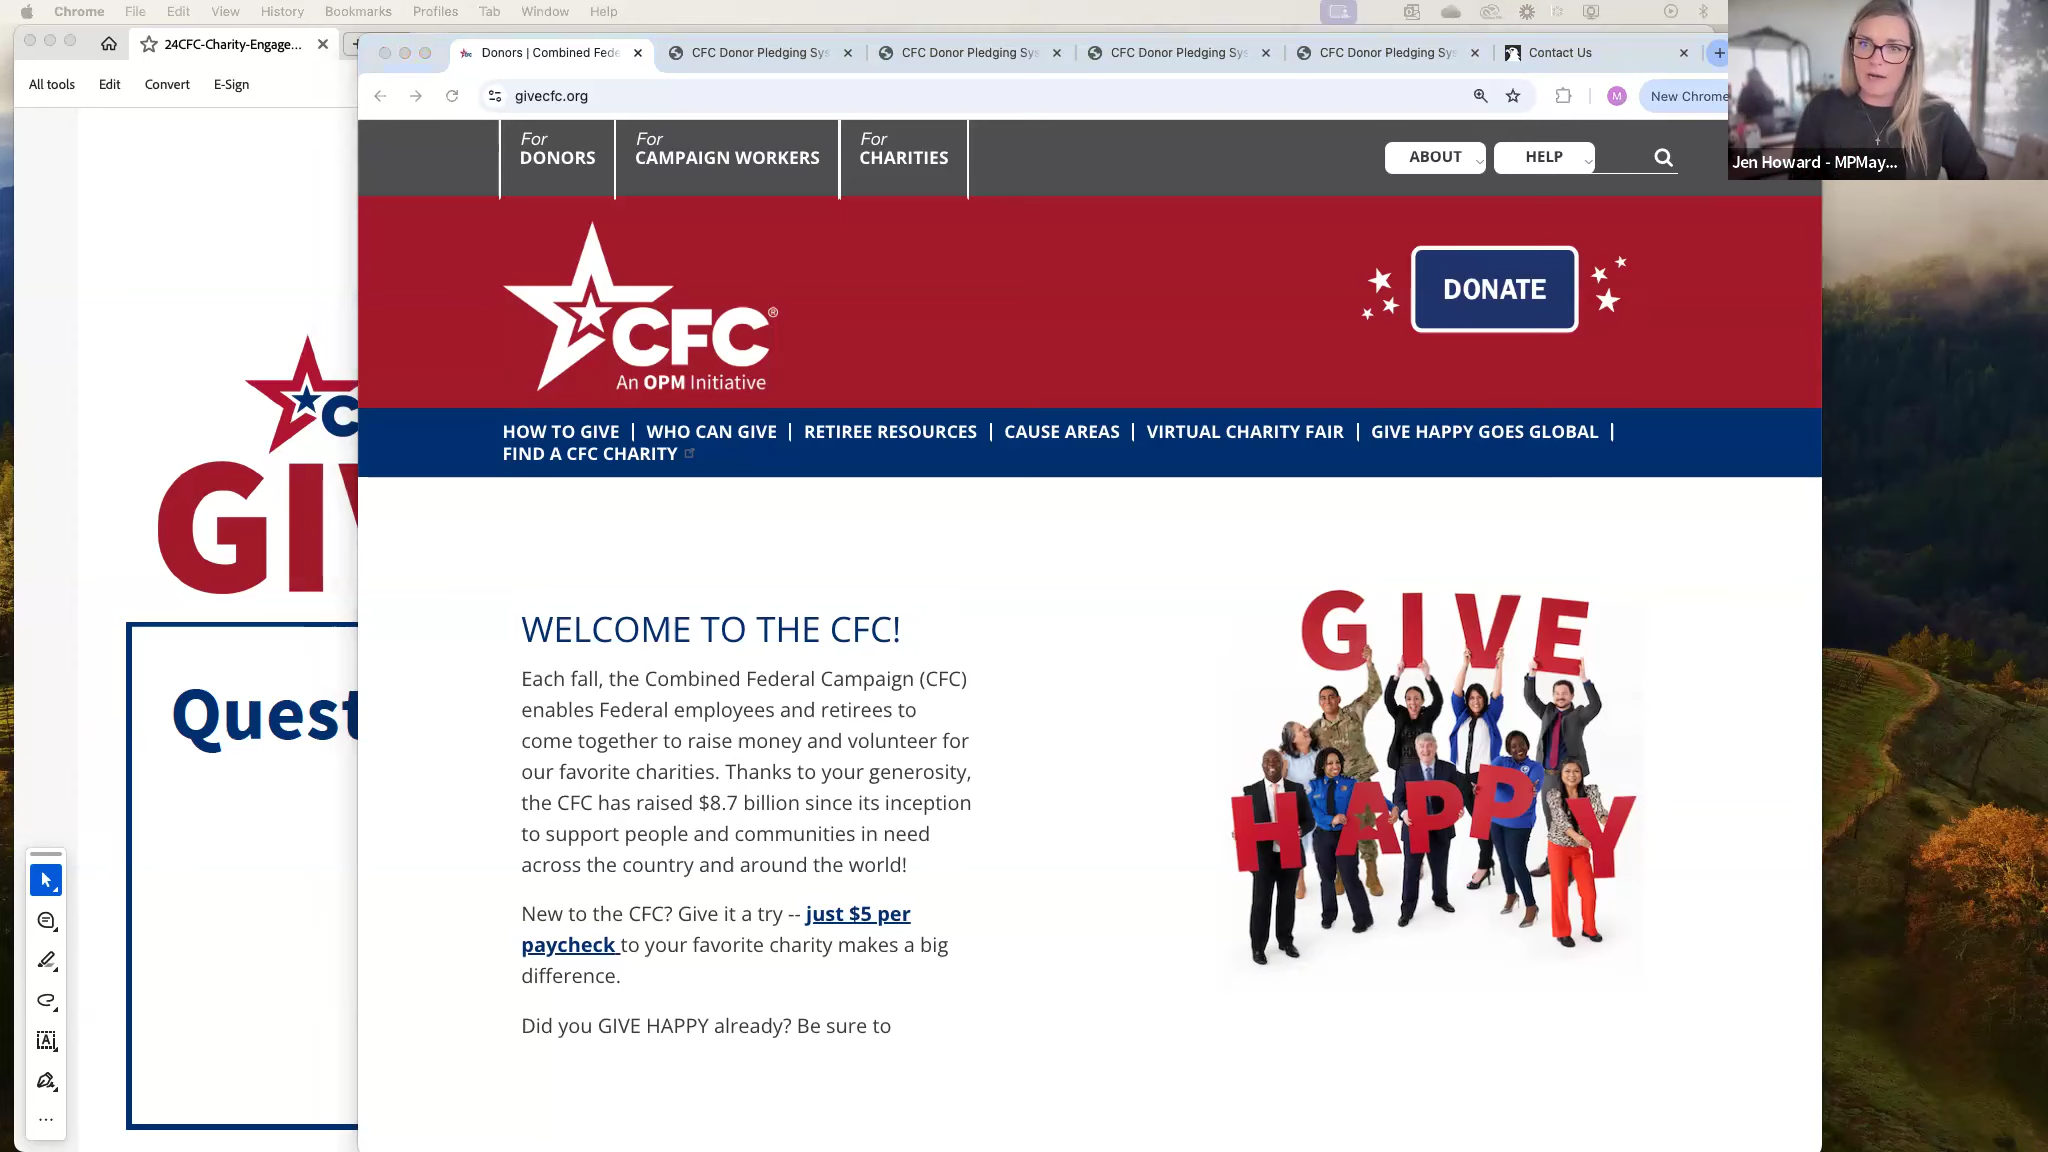 Chrome File Edit View History Bookmarks Profiles Tab Window Help
24CFC-Charity-Engage...
Donors | Combined Fede
CFC Donor Pledging Sys
CFC Donor Pledging Sys
CFC Donor Pledging Sys
CFC Donor Pledging Sys
Contact Us
All tools Edit Convert E-Sign
givecfc.org
M
New Chrome
Jen Howard - MPMay...
For
DONORS
For
CAMPAIGN WORKERS
For
CHARITIES
ABOUT
HELP
CFC®
An OPM Initiative
DONATE
HOW TO GIVE | WHO CAN GIVE | RETIREE RESOURCES | CAUSE AREAS | VIRTUAL CHARITY FAIR | GIVE HAPPY GOES GLOBAL |
FIND A CFC CHARITY
C
GIV
Quest
WELCOME TO THE CFC!
Each fall, the Combined Federal Campaign (CFC)
enables Federal employees and retirees to
come together to raise money and volunteer for
our favorite charities. Thanks to your generosity,
the CFC has raised $8.7 billion since its inception
to support people and communities in need
across the country and around the world!
New to the CFC? Give it a try -- just $5 per
paycheck to your favorite charity makes a big
difference.
Did you GIVE HAPPY already? Be sure to
GIVE
HAPPY